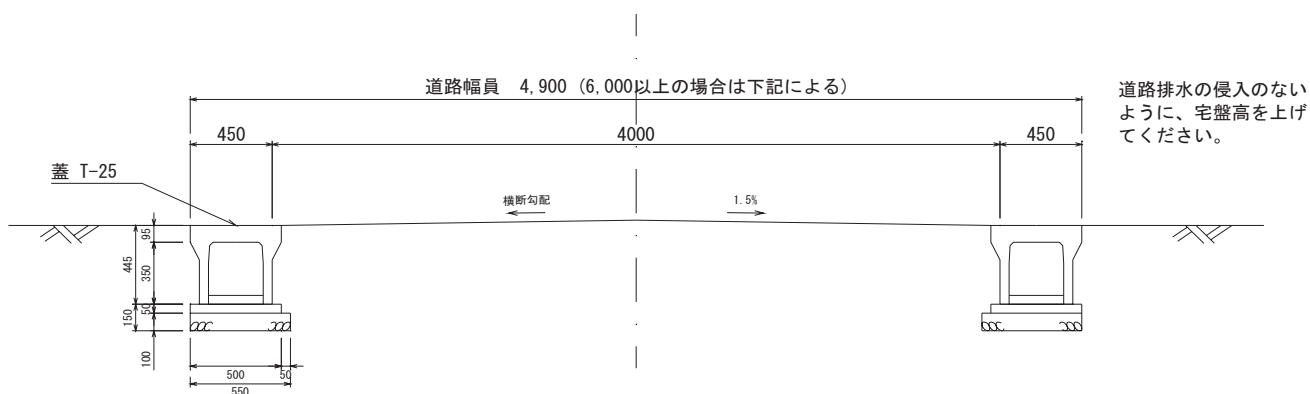 道路幅員 4,900 (6,000以上の場合は下記による)
道路排水の侵入のない
ように、宅盤高を上げ
てください。
450
4000
450
蓋 T-25
横断勾配
1.5%
95
445
350
50
150
100
500
50
550